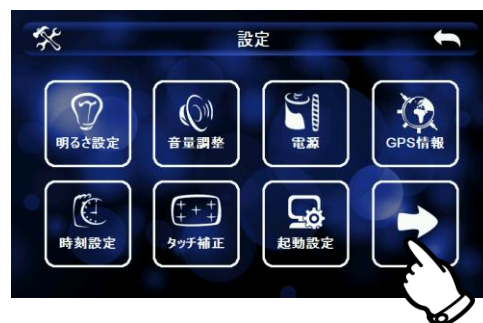 設定
明るさ設定
音量調整
電源
GPS情報
時刻設定
タッチ補正
起動設定